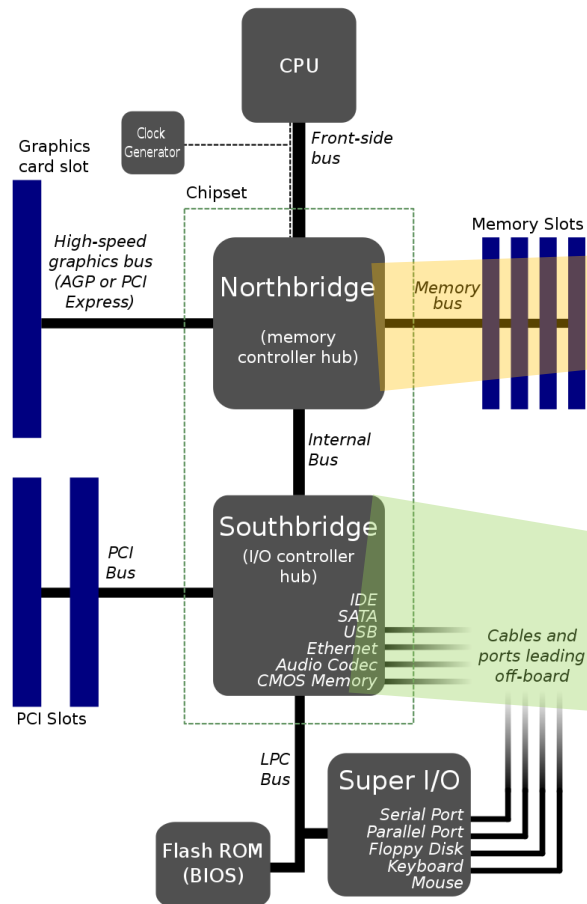 CPU
Clock
Generator
Front-side
bus
Graphics
card slot
Chipset
High-speed
graphics bus
(AGP or PCI
Express)
Northbridge
(memory
controller hub)
Memory Slots
Memory
bus
Internal
Bus
Southbridge
(I/O controller
hub)
PCI
Bus
IDE
SATA
USB
Ethernet
Audio Codec
CMOS Memory
Cables and
ports leading
off-board
PCI Slots
LPC
Bus
Super I/O
Serial Port
Parallel Port
Floppy Disk
Keyboard
Mouse
Flash ROM
(BIOS)